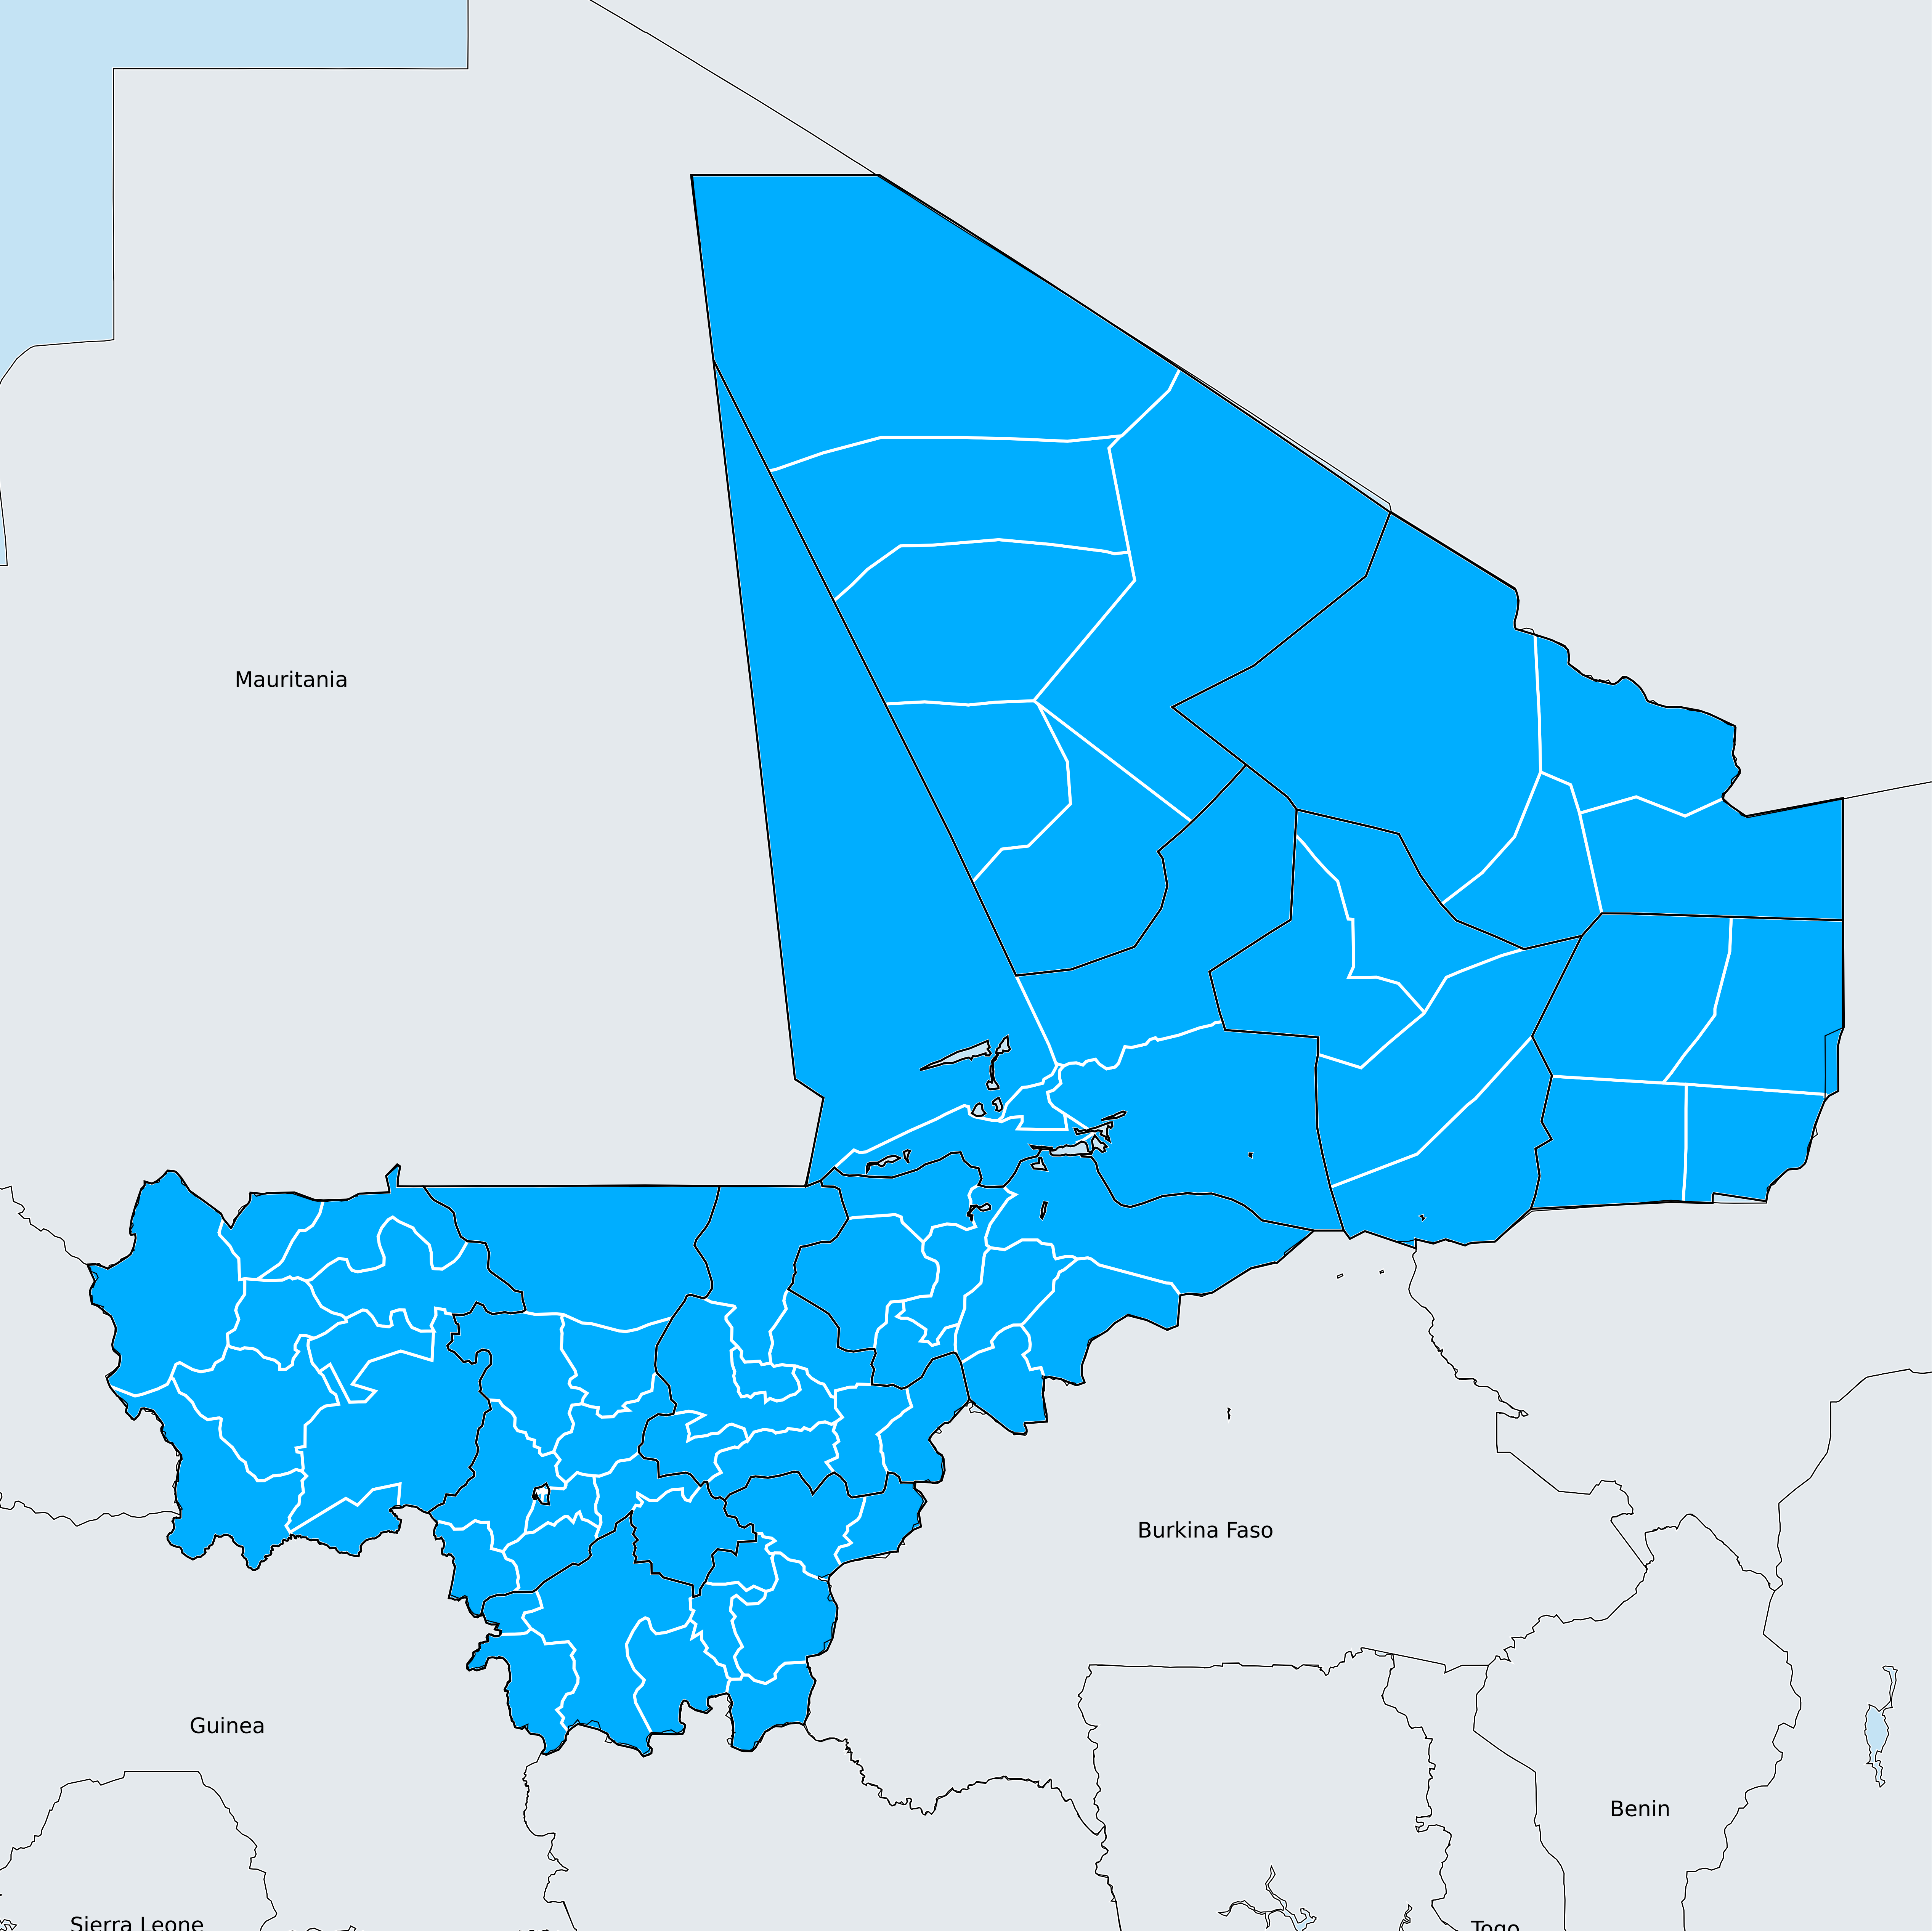 Mauritania
Burkina Faso
Guinea
Benin
Sierra Leone
Togo